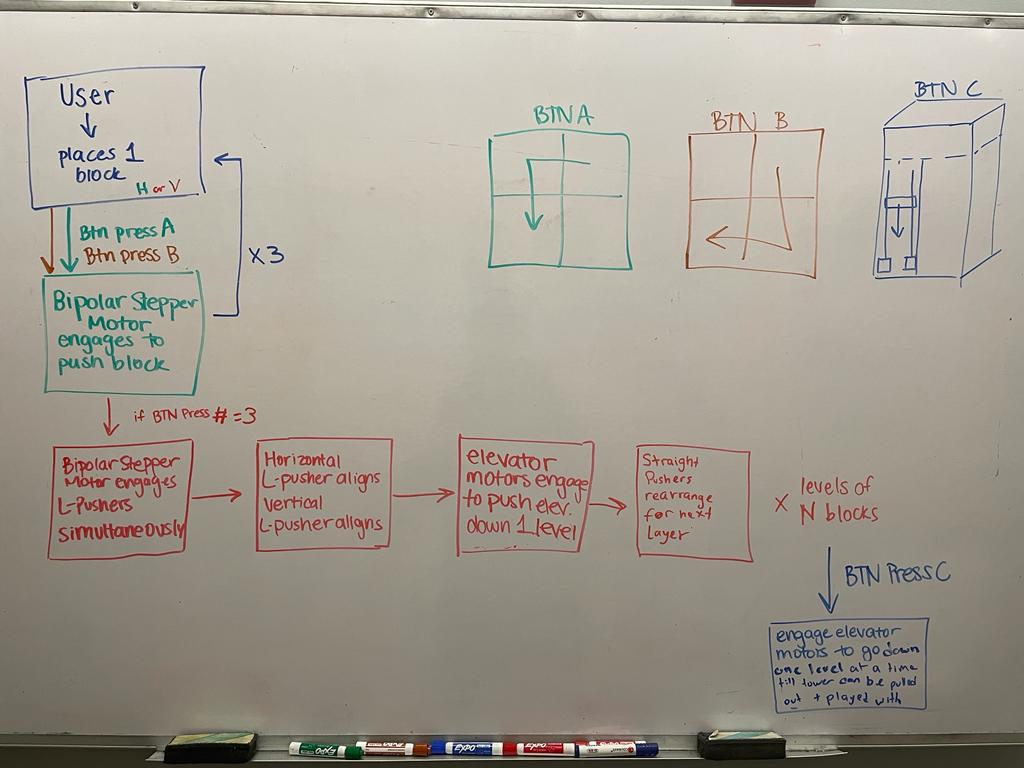 User
places 1
block
H or V
Btn press A
Btn press B
x3
Bipolar Stepper
Motor
engages to
push block
if BTN Press # = 3
Bipolar Stepper
Motor engages
L-Pushers
simultaneously
Horizontal
L-pusher aligns
Vertical
L-pusher aligns
elevator
motors engage
to push elev.
down 1 level
Straight
Pushers
rearrange
for next
Layer
x levels of
N blocks
BTN Press C
engage elevator
motors to go down
one level at a time
till tower can be pulled
out + played with
BTN A
BTN B
BTN C
EXPO
EXPO
EXPO